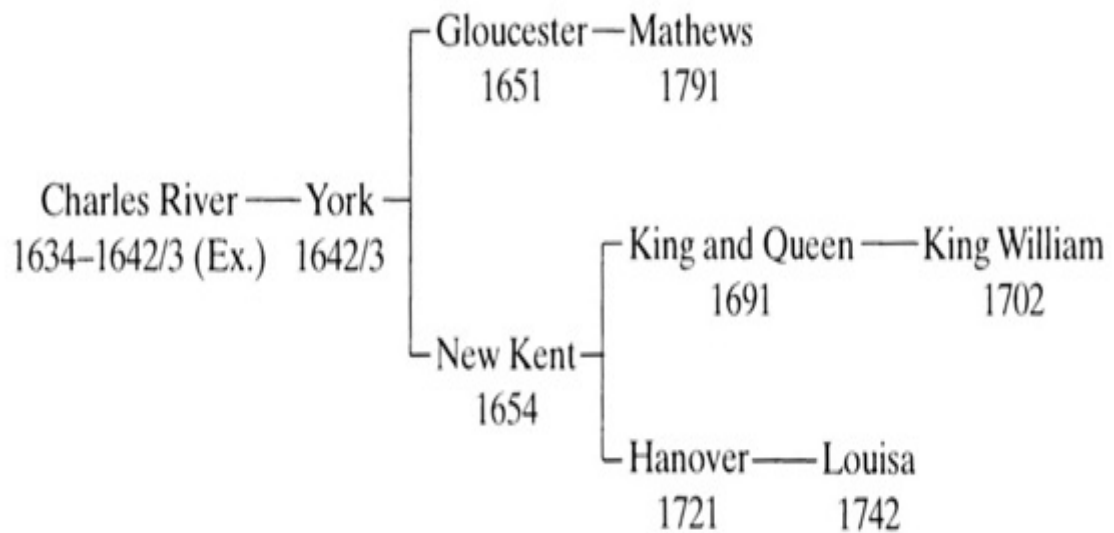 Gloucester — Mathews
1651 1791
Charles River — York
1634–1642/3 (Ex.) 1642/3
King and Queen — King William
1691 1702
New Kent
1654
Hanover — Louisa
1721 1742